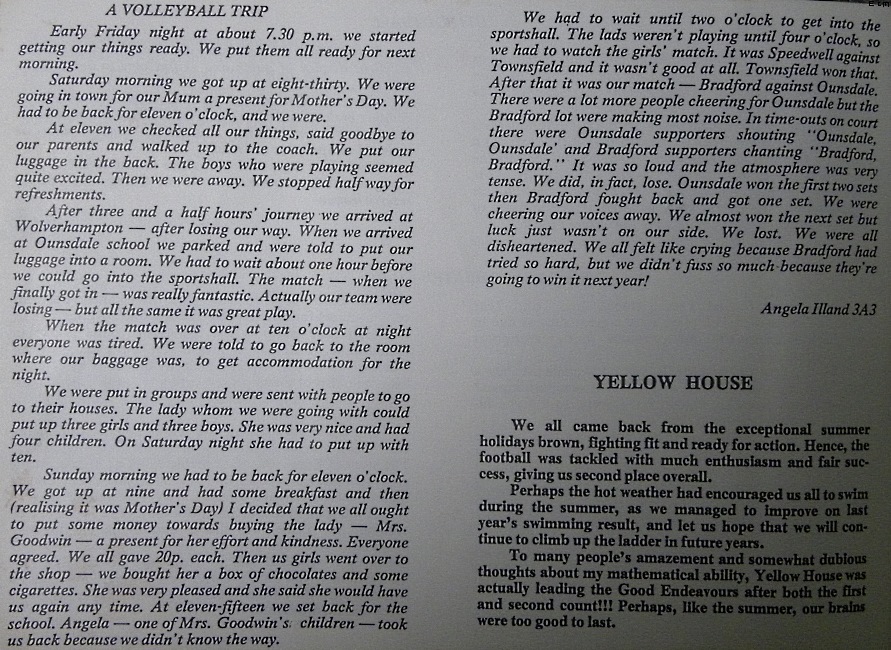 A VOLLEYBALL TRIP
Early Friday night at about 7.30 p.m. we started
getting our things ready. We put them all ready for next
morning.
Saturday morning we got up at eight-thirty. We were
going in town for our Mum a present for Mother's Day. We
had to be back for eleven o'clock, and we were.
At eleven we checked all our things, said goodbye to
our parents and walked up to the coach. We put our
luggage in the back. The boys who were playing seemed
quite excited. Then we were away. We stopped half way for
refreshments.
After three and a half hours' journey we arrived at
Wolverhampton — after losing our way. When we arrived
at Ounsdale school we parked and were told to put our
luggage into a room. We had to wait about one hour before
we could go into the sportshall. The match — when we
finally got in — was really fantastic. Actually our team were
losing — but all the same it was great play.
When the match was over at ten o'clock at night
everyone was tired. We were told to go back to the room
where our baggage was, to get accommodation for the
night.
We were put in groups and were sent with people to go
to their houses. The lady whom we were going with could
put up three girls and three boys. She was very nice and had
four children. On Saturday night she had to put up with
ten.
Sunday morning we had to be back for eleven o'clock.
We got up at nine and had some breakfast and then
(realising it was Mother's Day) I decided that we all ought
to put some money towards buying the lady — Mrs.
Goodwin — a present for her effort and kindness. Everyone
agreed. We all gave 20p. each. Then us girls went over to
the shop — we bought her a box of chocolates and some
cigarettes. She was very pleased and she said she would have
us again any time. At eleven-fifteen we set back for the
school. Angela — one of Mrs. Goodwin's children — took
us back because we didn't know the way.
We had to wait until two o'clock to get into the
sportshall. The lads weren't playing until four o'clock, so
we had to watch the girls' match. It was Speedwell against
Townsfield and it wasn't good at all. Townsfield won that.
After that it was our match — Bradford against Ounsdale.
There were a lot more people cheering for Ounsdale but the
Bradford lot were making most noise. In time-outs on court
there were Ounsdale supporters shouting "Ounsdale,
Ounsdale' and Bradford supporters chanting "Bradford,
Bradford." It was so loud and the atmosphere was very
tense. We did, in fact, lose. Ounsdale won the first two sets
then Bradford fought back and got one set. We were
cheering our voices away. We almost won the next set but
luck just wasn't on our side. We lost. We were all
disheartened. We all felt like crying because Bradford had
tried so hard, but we didn't fuss so much because they're
going to win it next year!
Angela Illand 3A3
YELLOW HOUSE
We all came back from the exceptional summer
holidays brown, fighting fit and ready for action. Hence, the
football was tackled with much enthusiasm and fair suc-
cess, giving us second place overall.
Perhaps the hot weather had encouraged us all to swim
during the summer, as we managed to improve on last
year's swimming result, and let us hope that we will con-
tinue to climb up the ladder in future years.
To many people's amazement and somewhat dubious
thoughts about my mathematical ability, Yellow House was
actually leading the Good Endeavours after both the first
and second count!!! Perhaps, like the summer, our brains
were too good to last.